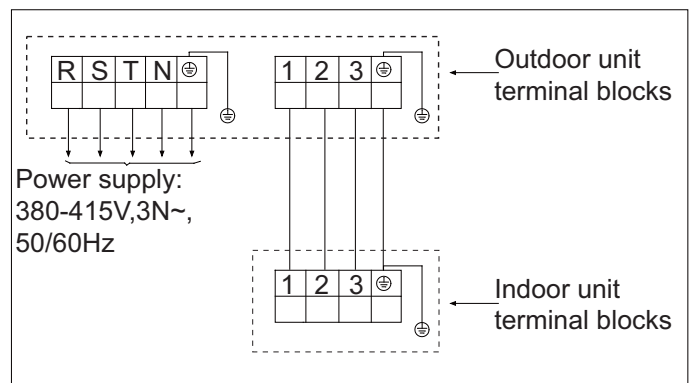 R S T N ⏚
1 2 3 ⏚
Outdoor unit
terminal blocks
Power supply:
380-415V,3N~,
50/60Hz
1 2 3 ⏚
Indoor unit
terminal blocks